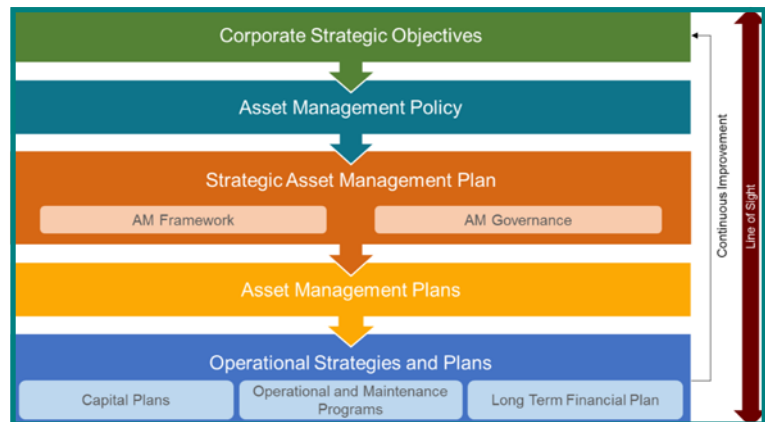 Corporate Strategic Objectives
Asset Management Policy
Strategic Asset Management Plan
AM Framework
AM Governance
Asset Management Plans
Operational Strategies and Plans
Capital Plans
Operational and Maintenance
Programs
Long Term Financial Plan
Continuous Improvement
Line of Sight